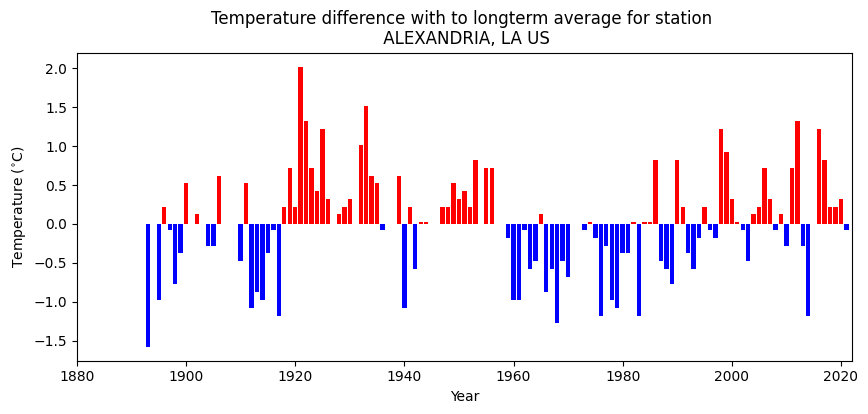 Temperature difference with to longterm average for station
ALEXANDRIA, LA US
Temperature (°C)
2.0
1.5
1.0
0.5
0.0
−0.5
−1.0
−1.5
1880 1900 1920 1940 1960 1980 2000 2020
Year